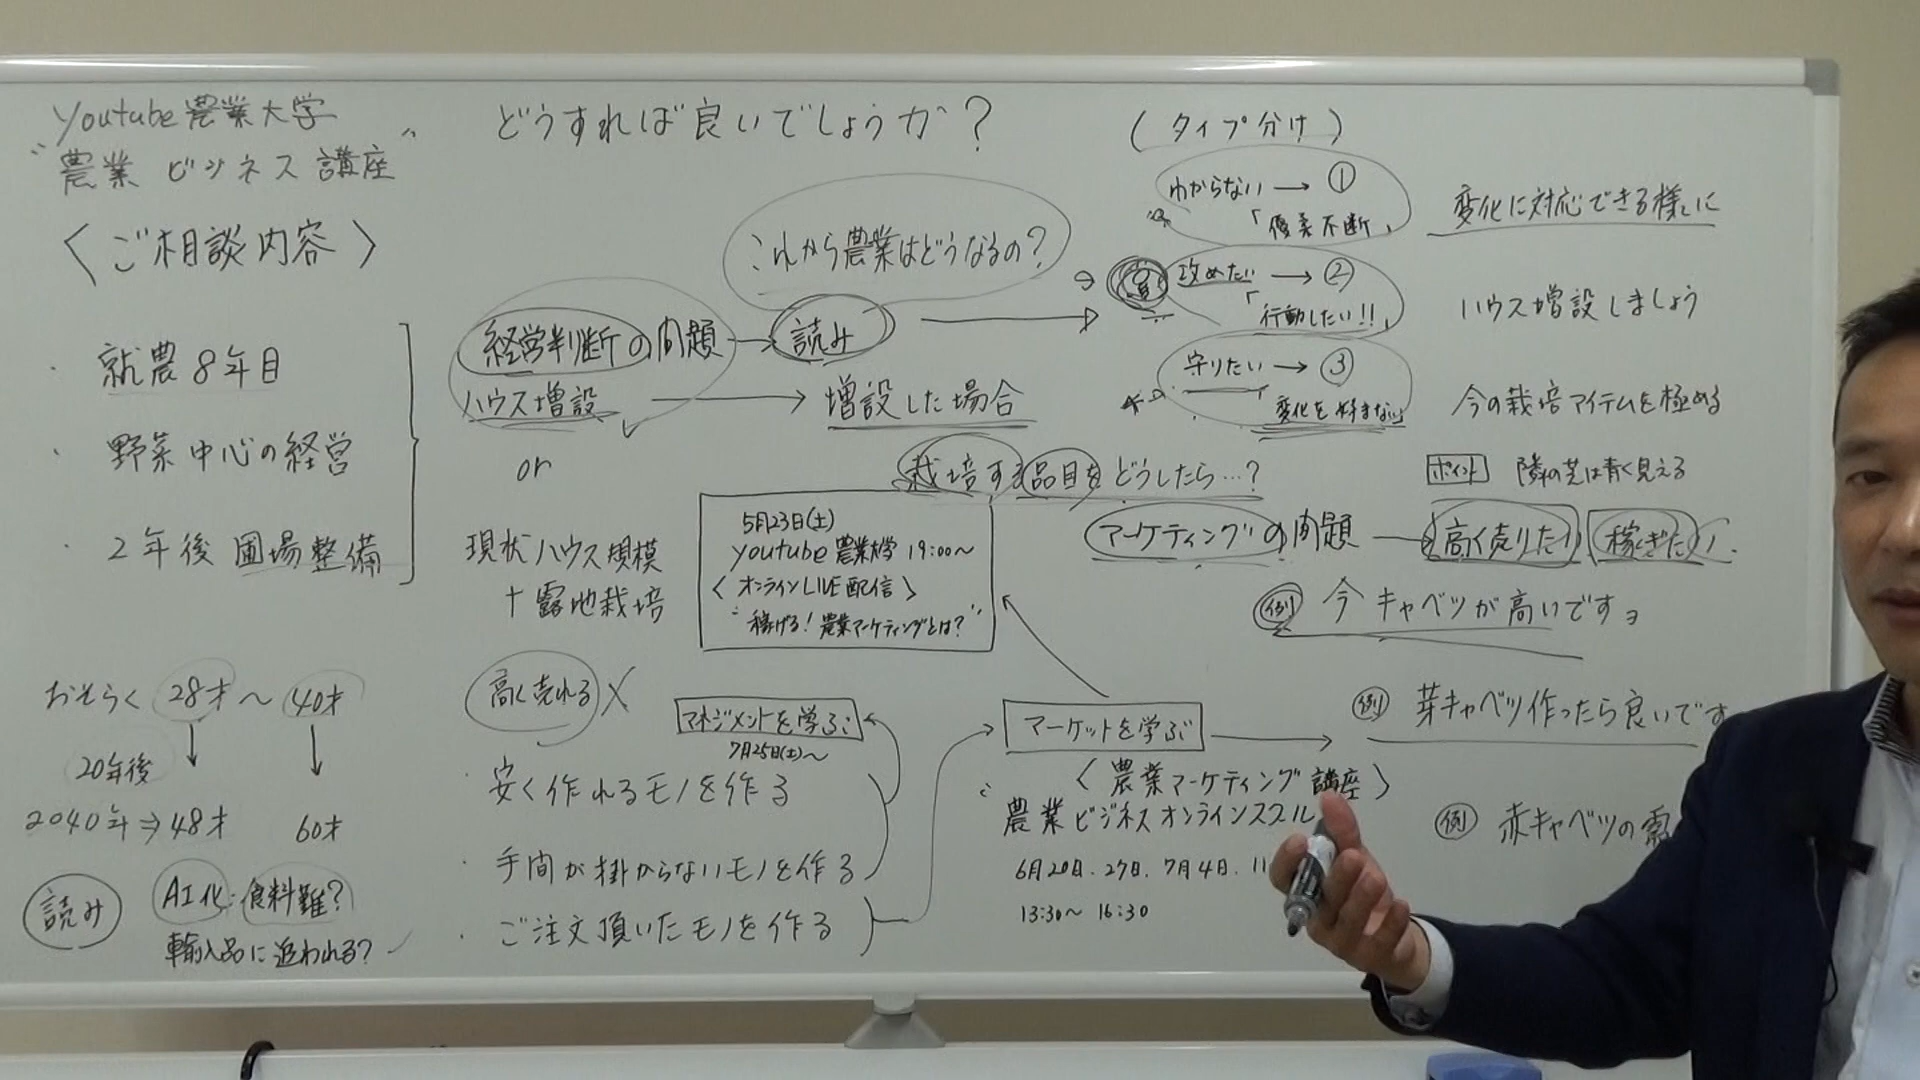 Youtube 農業大学
"農業 ビジネス 講座"
〈ご相談内容〉
・就農8年目
・野菜中心の経営
・2年後 圃場整備
おそらく 28才〜40才
20年後
2040年⇒48才 60才
読み
AI化:食料難?
輸入品に追われる?
どうすれば良いでしょうか?
これから農業はどうなるの?
経営判断の問題→読み
ハウス増設→増設した場合
or
栽培する品目をどうしたら…?
現状ハウス規模
+露地栽培
5月23日(土)
youtube 農業大学 19:00〜
〈オンラインLIVE配信〉
"稼げる!農業マーケティングとは?"
高く売れる ×
マネジメントを学ぶ
7月25日(土)〜
・安く作れるモノを作る
・手間が掛からないモノを作る
・ご注文頂いたモノを作る
(タイプ分け)
わからない→①
「優柔不断」
変化に対応できる様に
攻めたい→②
「行動したい!!」
ハウス増設しましょう
守りたい→③
変化を好まない」
今の栽培アイテムを極める
ポイント 隣の芝は青く見える
マーケティングの問題→高く売りたい 稼ぎたい
例 今キャベツが高いですョ
マーケットを学ぶ
例 芽キャベツ作ったら良いです
〈農業マーケティング講座〉
農業ビジネスオンラインスクール
例 赤キャベツの
6月20日.27日.7月4日.11
13:30〜16:30